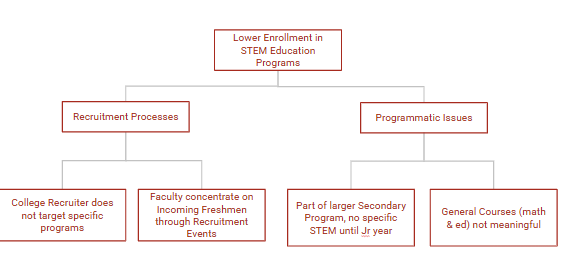 Lower Enrollment in
STEM Education
Programs
Recruitment Processes
Programmatic Issues
College Recruiter does
not target specific
programs
Faculty concentrate on
Incoming Freshmen
through Recruitment
Events
Part of larger Secondary
Program, no specific
STEM until Jr year
General Courses (math
& ed) not meaningful